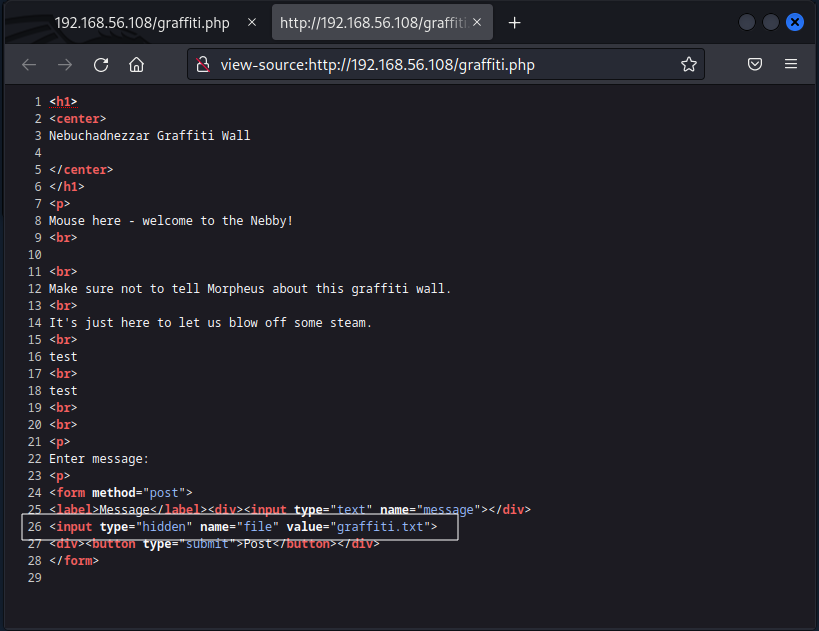 192.168.56.108/graffiti.php
http://192.168.56.108/graffiti
view-source:http://192.168.56.108/graffiti.php
1 <h1>
2 <center>
3 Nebuchadnezzar Graffiti Wall
4
5 </center>
6 </h1>
7 <p>
8 Mouse here - welcome to the Nebby!
9 <br>
10
11 <br>
12 Make sure not to tell Morpheus about this graffiti wall.
13 <br>
14 It's just here to let us blow off some steam.
15 <br>
16 test
17 <br>
18 test
19 <br>
20 <br>
21 <p>
22 Enter message:
23 <p>
24 <form method="post">
25 <label>Message</label><div><input type="text" name="message"></div>
26 <input type="hidden" name="file" value="graffiti.txt">
27 <div><button type="submit">Post</button></div>
28 </form>
29